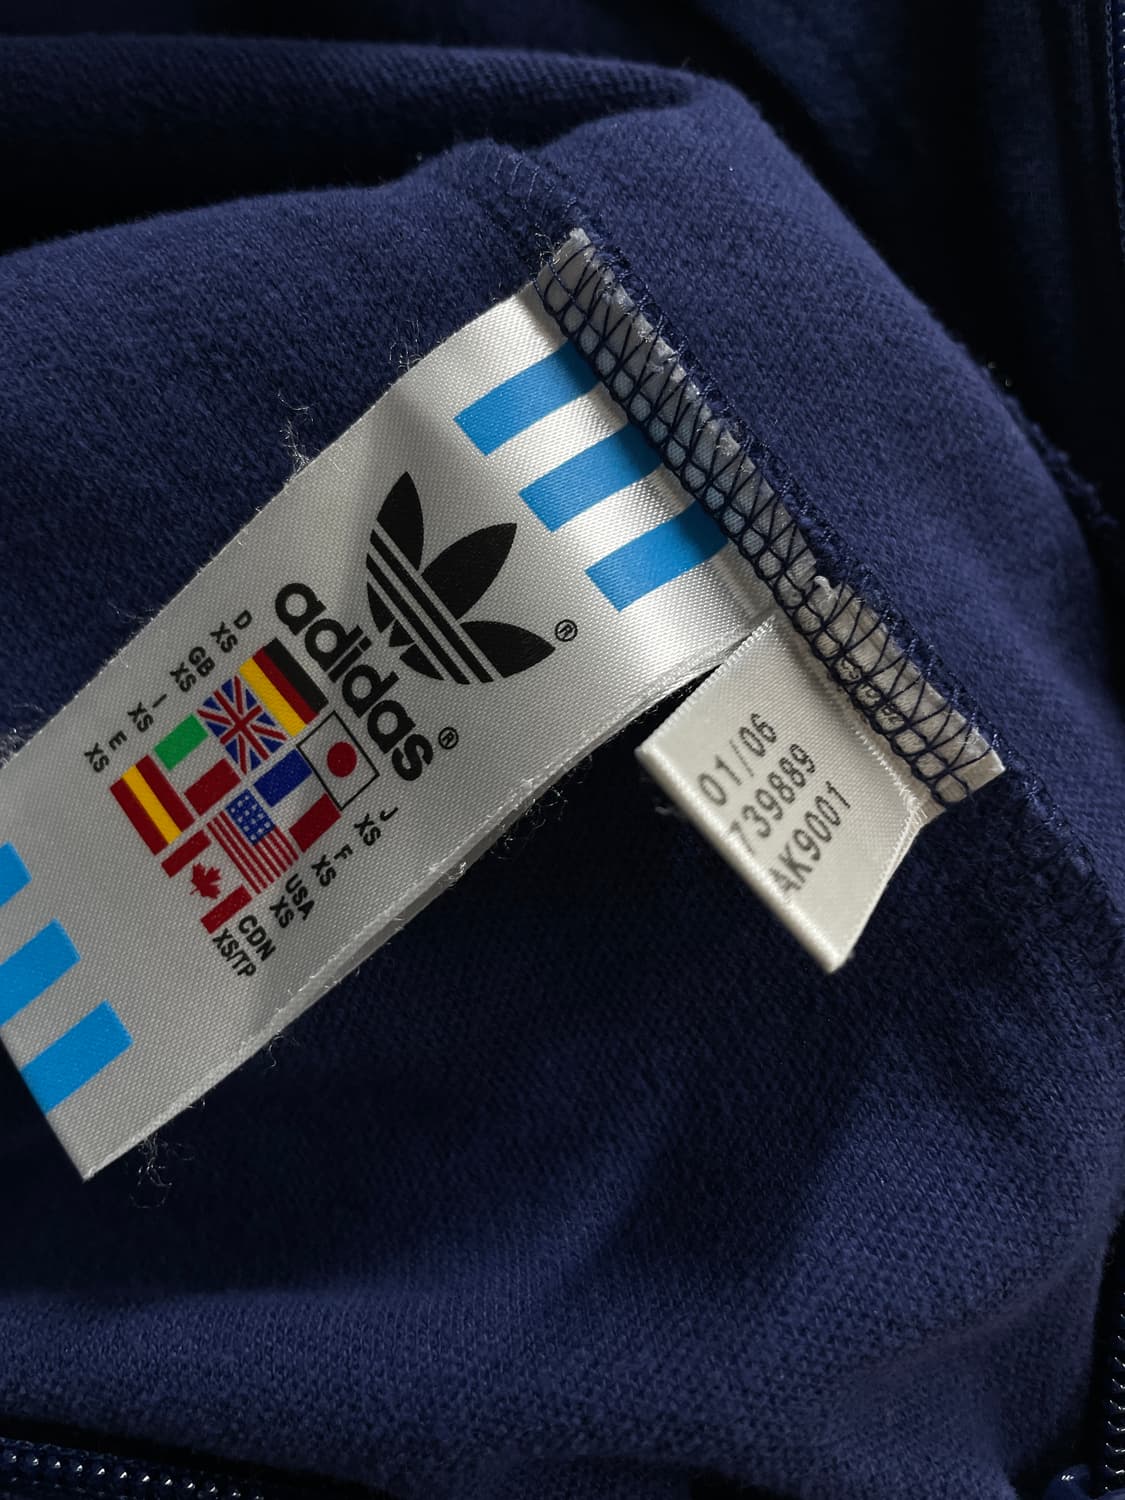 ®
adidas®
D
XS
GB
XS
I
XS
E
XS
J
XS
F
XS
USA
XS
CDN
XS/TP
01/06
739889
AK9001